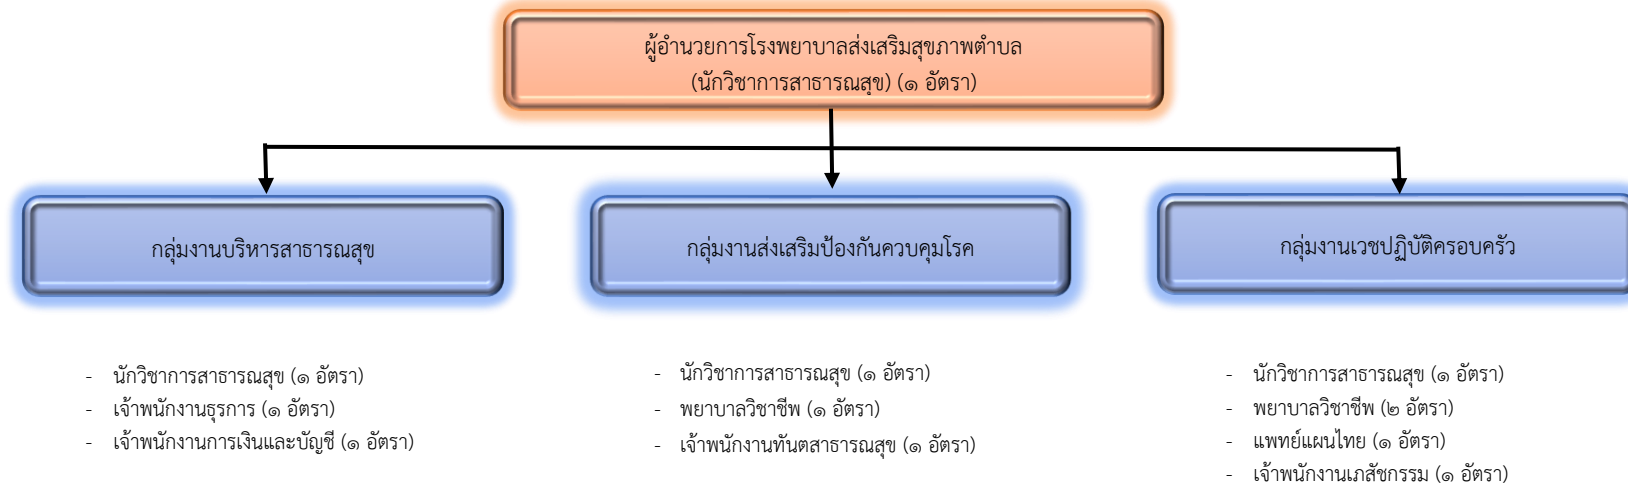 ผู้อำนวยการโรงพยาบาลส่งเสริมสุขภาพตำบล
(นักวิชาการสาธารณสุข) (๑ อัตรา)
กลุ่มงานบริหารสาธารณสุข
กลุ่มงานส่งเสริมป้องกันควบคุมโรค
กลุ่มงานเวชปฏิบัติครอบครัว
- นักวิชาการสาธารณสุข (๑ อัตรา)
- เจ้าพนักงานธุรการ (๑ อัตรา)
- เจ้าพนักงานการเงินและบัญชี (๑ อัตรา)
- นักวิชาการสาธารณสุข (๑ อัตรา)
- พยาบาลวิชาชีพ (๑ อัตรา)
- เจ้าพนักงานทันตสาธารณสุข (๑ อัตรา)
- นักวิชาการสาธารณสุข (๑ อัตรา)
- พยาบาลวิชาชีพ (๒ อัตรา)
- แพทย์แผนไทย (๑ อัตรา)
- เจ้าพนักงานเภสัชกรรม (๑ อัตรา)